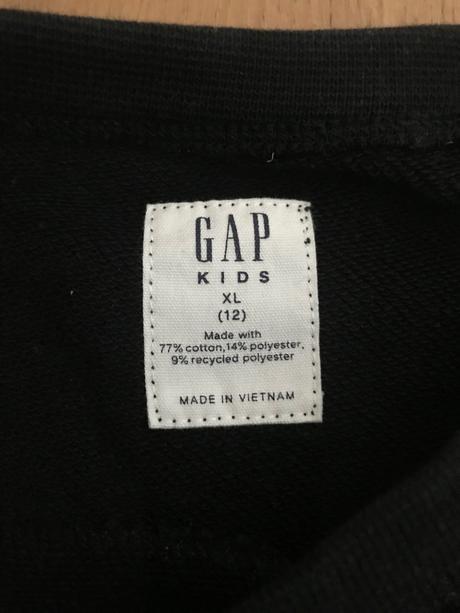 GAP
KIDS
XL
(12)
Made with
77% cotton,14% polyester,
9% recycled polyester
MADE IN VIETNAM